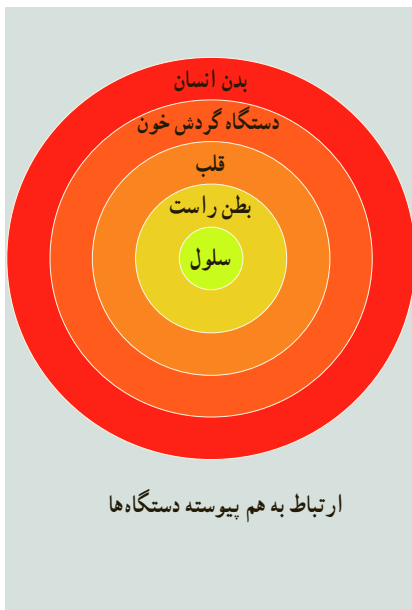 بدن انسان
دستگاه گردش خون
قلب
بطن راست
سلول
ارتباط به هم پیوسته دستگاه‌ها